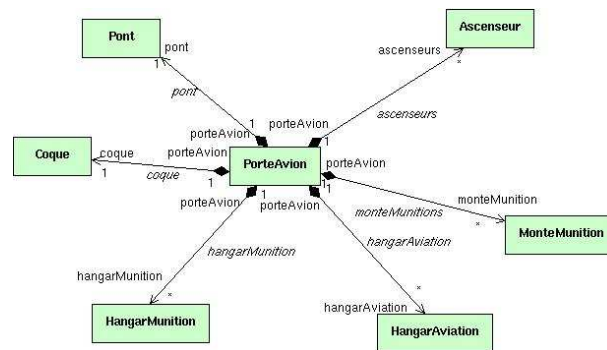 Pont
Ascenseur
pont
1
ascenseurs
*
pont
ascenseurs
1
1
porteAvion
porteAvion
Coque
coque
1
porteAvion
coque
1
PorteAvion
porteAvion
1
porteAvion
1
porteAvion
1
monteMunition
monteMunitions
*
MonteMunition
hangarMunition
hangarAviation
hangarMunition
*
*
hangarAviation
HangarMunition
HangarAviation